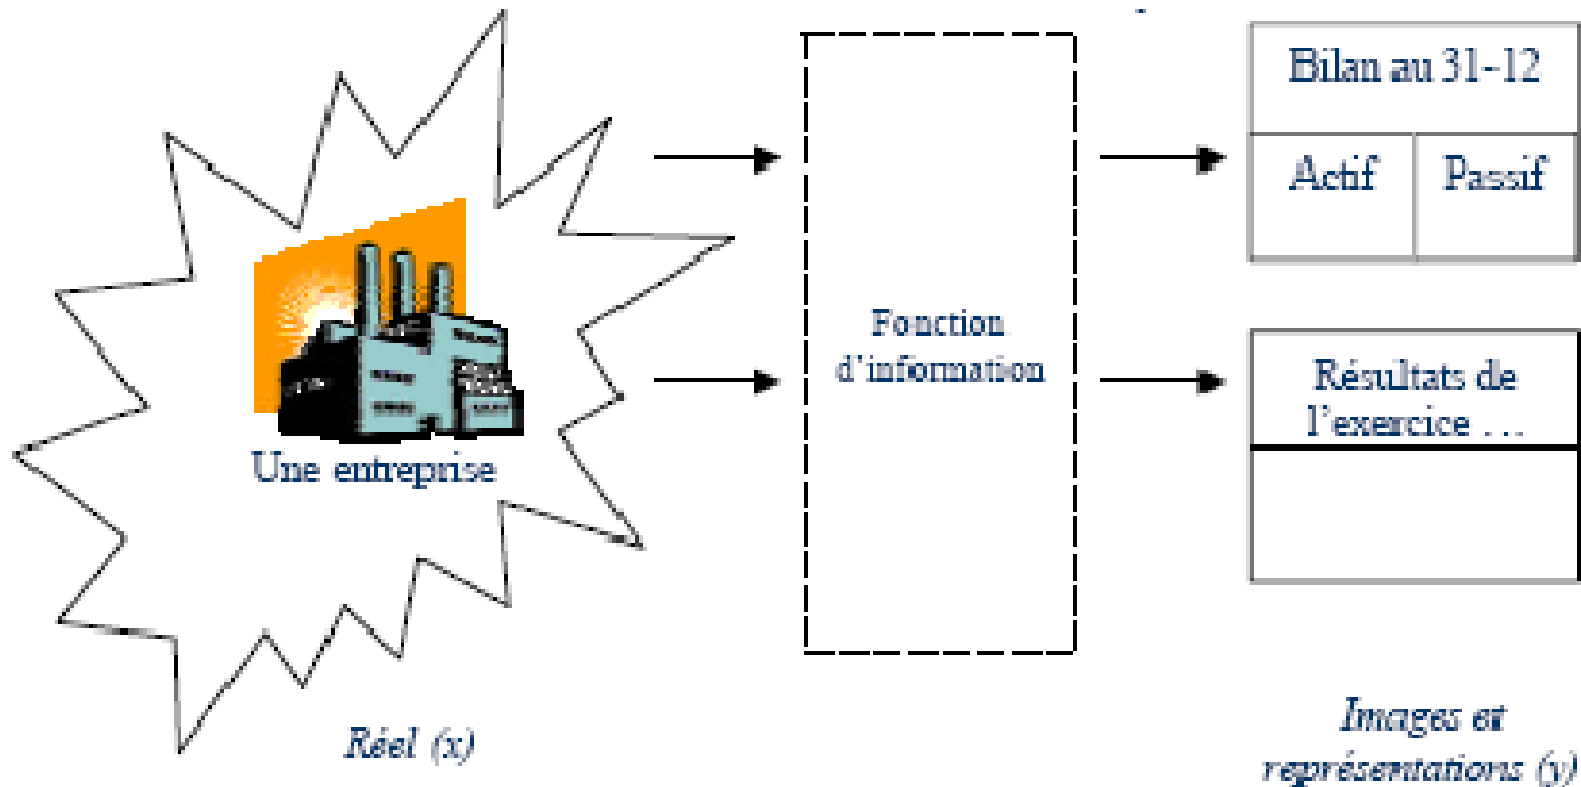 Bilan au 31-12
Actif
Passif
Fonction
d'information
Résultats de
l'exercice ...
Une entreprise
Réel (x)
Images et
représentations (y)